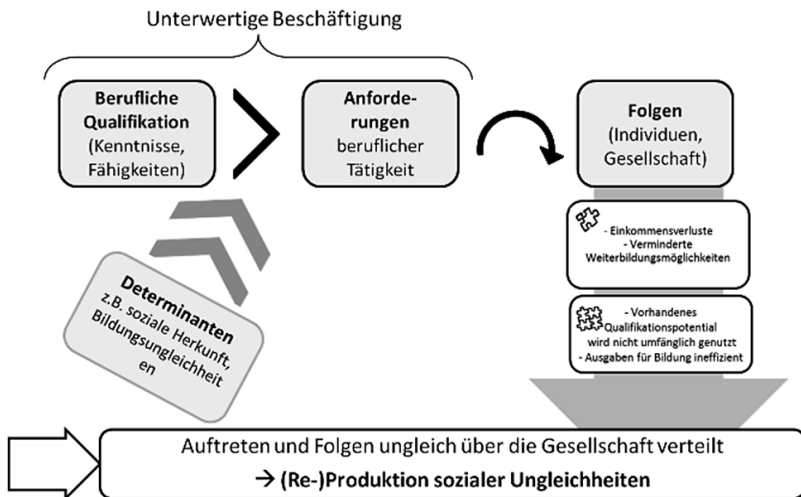 Unterwertige Beschäftigung
Berufliche
Qualifikation
(Kenntnisse,
Fähigkeiten)
Anforde-
rungen
beruflicher
Tätigkeit
Folgen
(Individuen,
Gesellschaft)
- Einkommensverluste
- Verminderte
Weiterbildungsmöglichkeiten
- Vorhandenes
Qualifikationspotential
wird nicht umfänglich genutzt
- Ausgaben für Bildung ineffizient
Determinanten
z.B. soziale Herkunft,
Bildungsungleichheit
en
Auftreten und Folgen ungleich über die Gesellschaft verteilt
→ (Re-)Produktion sozialer Ungleichheiten